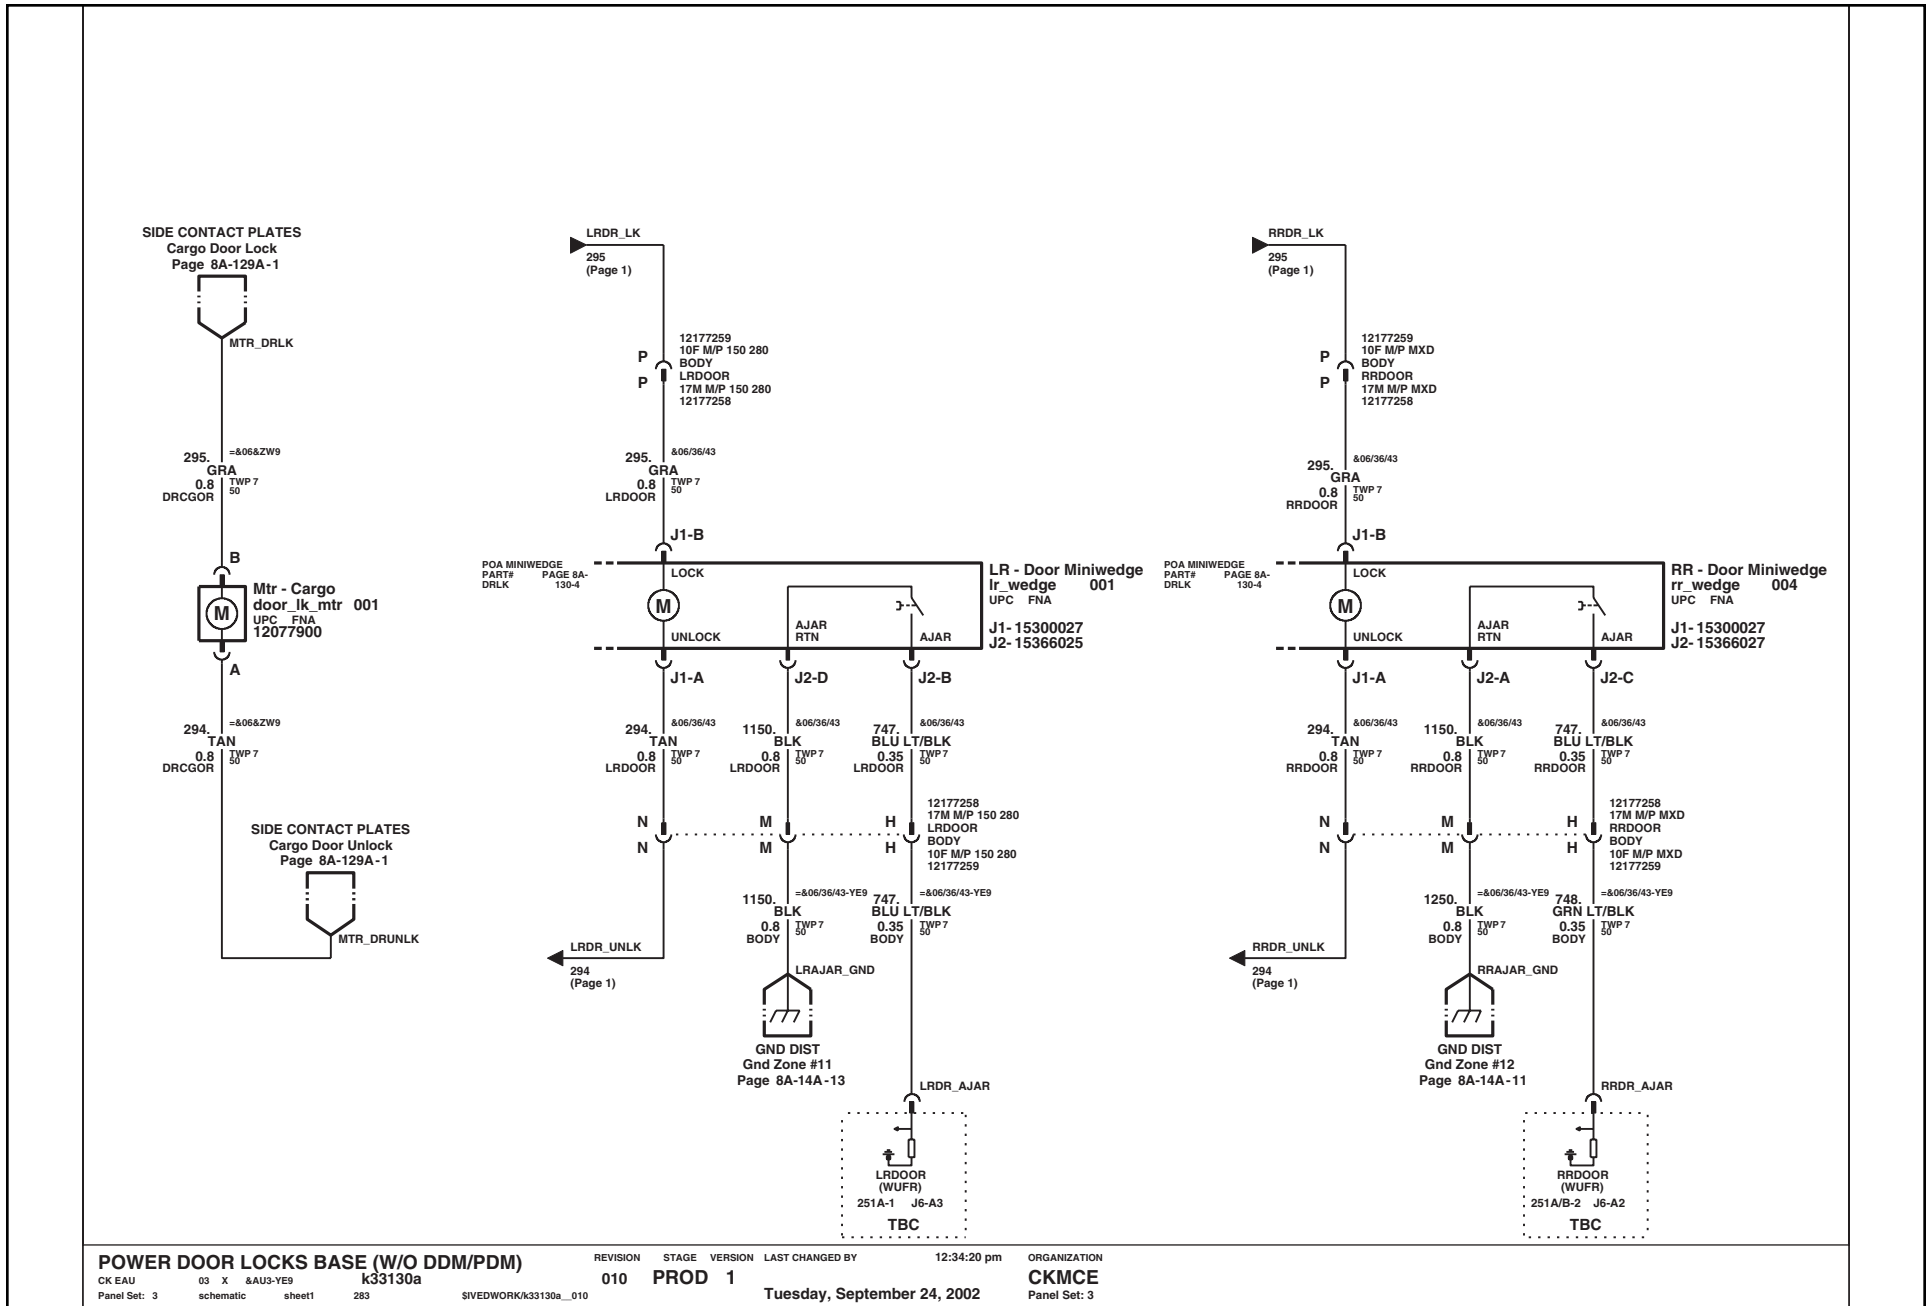 SIDE CONTACT PLATES
Cargo Door Lock
Page 8A-129A-1
MTR_DRLK
295. =&06&ZW9
GRA
0.8 TWP 7
50
DRCGOR
B
M
Mtr - Cargo
door_lk_mtr 001
UPC FNA
12077900
A
294. =&06&ZW9
TAN
0.8 TWP 7
50
DRCGOR
SIDE CONTACT PLATES
Cargo Door Unlock
Page 8A-129A-1
MTR_DRUNLK
LRDR_LK
295
(Page 1)
P
P
12177259
10F M/P 150 280
BODY
LRDOOR
17M M/P 150 280
12177258
295. &06/36/43
GRA
0.8 TWP 7
50
LRDOOR
J1-B
POA MINIWEDGE
PART# PAGE 8A-
DRLK 130-4
LOCK
M
UNLOCK
AJAR
RTN
AJAR
LR - Door Miniwedge
lr_wedge 001
UPC FNA
J1- 15300027
J2- 15366025
J1-A J2-D J2-B
294. &06/36/43
TAN
0.8 TWP 7
50
LRDOOR
1150. &06/36/43
BLK
0.8 TWP 7
50
LRDOOR
747. &06/36/43
BLU LT/BLK
0.35 TWP 7
50
LRDOOR
N M H
N M H
12177258
17M M/P 150 280
LRDOOR
BODY
10F M/P 150 280
12177259
1150. =&06/36/43-YE9
BLK
0.8 TWP 7
50
BODY
747. =&06/36/43-YE9
BLU LT/BLK
0.35 TWP 7
50
BODY
LRDR_UNLK
294
(Page 1)
LRAJAR_GND
GND DIST
Gnd Zone #11
Page 8A-14A-13
LRDR_AJAR
LRDOOR
(WUFR)
251A-1 J6-A3
TBC
RRDR_LK
295
(Page 1)
P
P
12177259
10F M/P MXD
BODY
RRDOOR
17M M/P MXD
12177258
295. &06/36/43
GRA
0.8 TWP 7
50
RRDOOR
J1-B
POA MINIWEDGE
PART# PAGE 8A-
DRLK 130-4
LOCK
M
UNLOCK
AJAR
RTN
AJAR
RR - Door Miniwedge
rr_wedge 004
UPC FNA
J1- 15300027
J2- 15366027
J1-A J2-A J2-C
294. &06/36/43
TAN
0.8 TWP 7
50
RRDOOR
1150. &06/36/43
BLK
0.8 TWP 7
50
RRDOOR
747. &06/36/43
BLU LT/BLK
0.35 TWP 7
50
RRDOOR
N M H
N M H
12177258
17M M/P MXD
RRDOOR
BODY
10F M/P MXD
12177259
1250. =&06/36/43-YE9
BLK
0.8 TWP 7
50
BODY
748. =&06/36/43-YE9
GRN LT/BLK
0.35 TWP 7
50
BODY
RRDR_UNLK
294
(Page 1)
RRAJAR_GND
GND DIST
Gnd Zone #12
Page 8A-14A-11
RRDR_AJAR
RRDOOR
(WUFR)
251A/B-2 J6-A2
TBC
POWER DOOR LOCKS BASE (W/O DDM/PDM)
CK EAU 03 X &AU3-YE9 k33130a
Panel Set: 3 schematic sheet1 283 $IVEDWORK/k33130a__010
REVISION STAGE VERSION LAST CHANGED BY 12:34:20 pm ORGANIZATION
010 PROD 1 CKMCE
Tuesday, September 24, 2002 Panel Set: 3